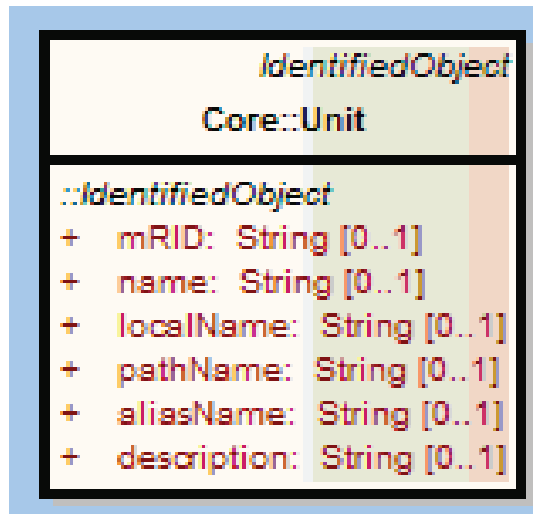 IdentifiedObject
Core::Unit
::IdentifiedObject
+ mRID: String [0..1]
+ name: String [0..1]
+ localName: String [0..1]
+ pathName: String [0..1]
+ aliasName: String [0..1]
+ description: String [0..1]